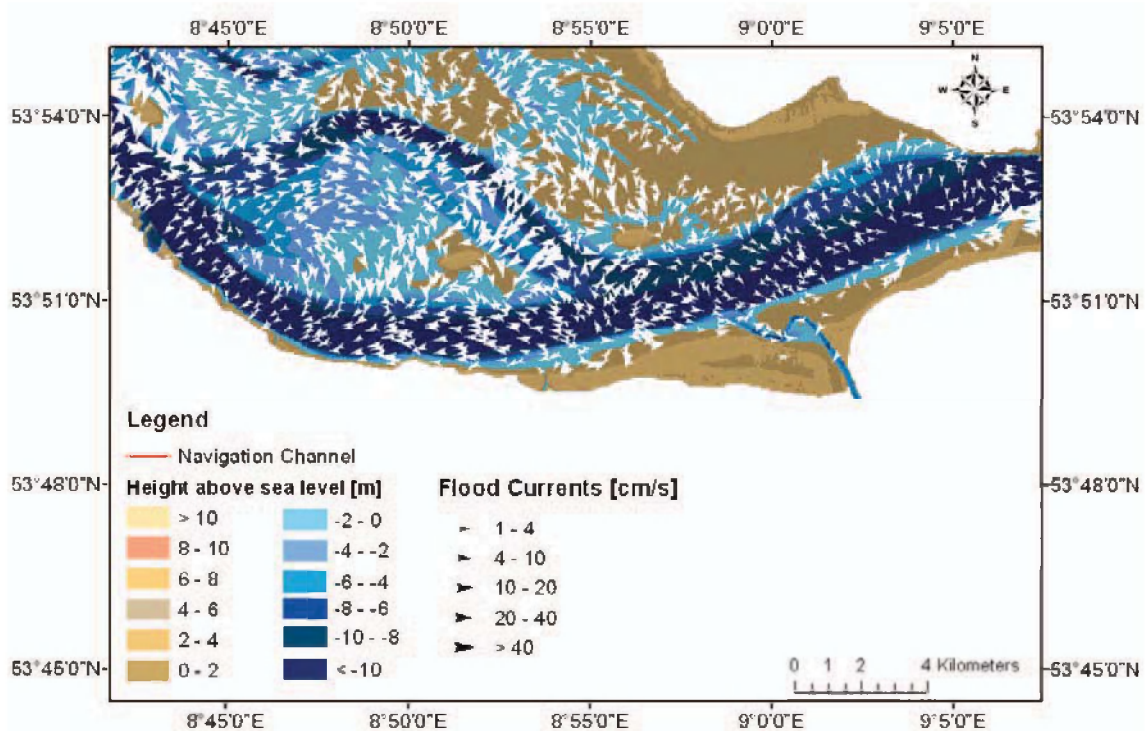 8°45'0"E 8°50'0"E 8°55'0"E 9°0'0"E 9°5'0"E
N
W E
S
53°54'0"N 53°54'0"N
53°51'0"N 53°51'0"N
Legend
Navigation Channel
Height above sea level [m]
> 10
8 - 10
6 - 8
4 - 6
2 - 4
0 - 2
-2 - 0
-4 - -2
-6 - -4
-8 - -6
-10 - -8
< -10
Flood Currents [cm/s]
1 - 4
4 - 10
10 - 20
20 - 40
> 40
53°48'0"N 53°48'0"N
53°45'0"N 53°45'0"N
0 1 2 4 Kilometers
8°45'0"E 8°50'0"E 8°55'0"E 9°0'0"E 9°5'0"E